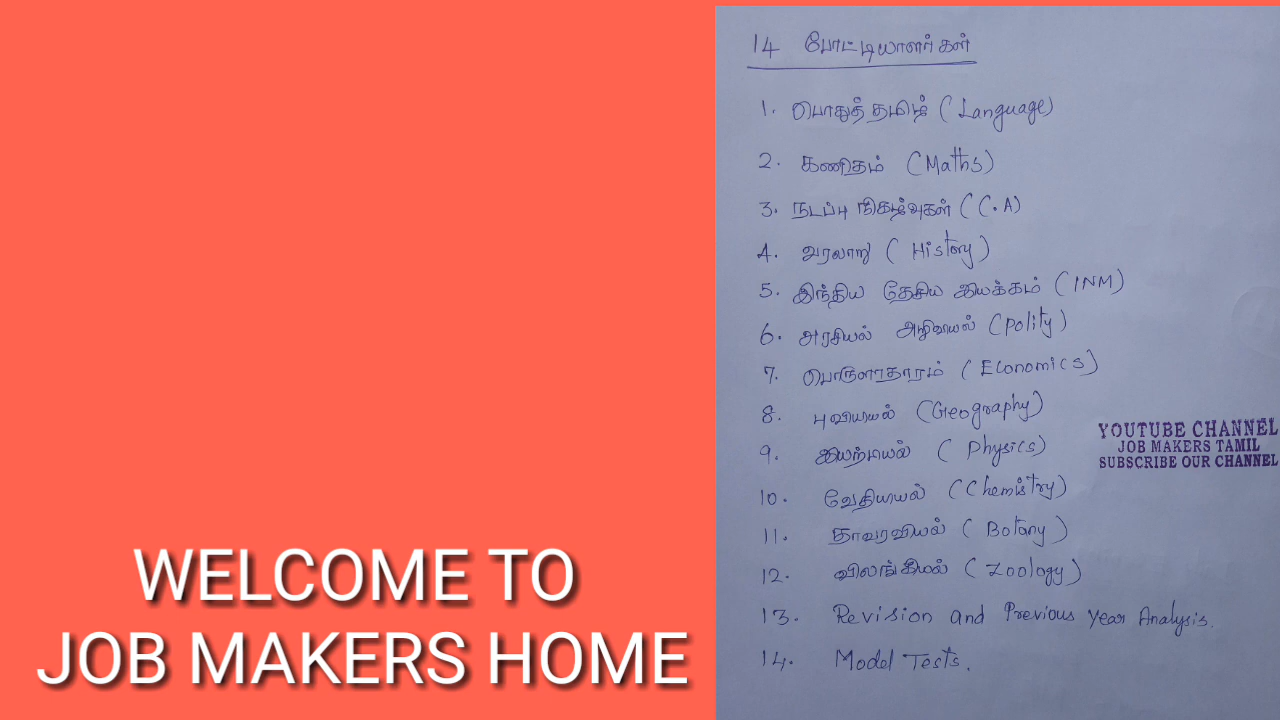 WELCOME TO
JOB MAKERS HOME
14 போட்டியாளர்கள்
1. பொதுத் தமிழ் (Language)
2. கணிதம் (Maths)
3. நடப்பு நிகழ்வுகள் (C.A)
4. வரலாறு (History)
5. இந்திய தேசிய இயக்கம் (INM)
6. அரசியல் அறிவியல் (Polity)
7. பொருளாதாரம் (Economics)
8. புவியியல் (Geography)
9. இயற்பியல் (Physics)
10. வேதியியல் (Chemistry)
11. தாவரவியல் (Botany)
12. விலங்கியல் (Zoology)
13. Revision and Previous Year Analysis.
14. Model Tests.
YOUTUBE CHANNEL
JOB MAKERS TAMIL
SUBSCRIBE OUR CHANNEL